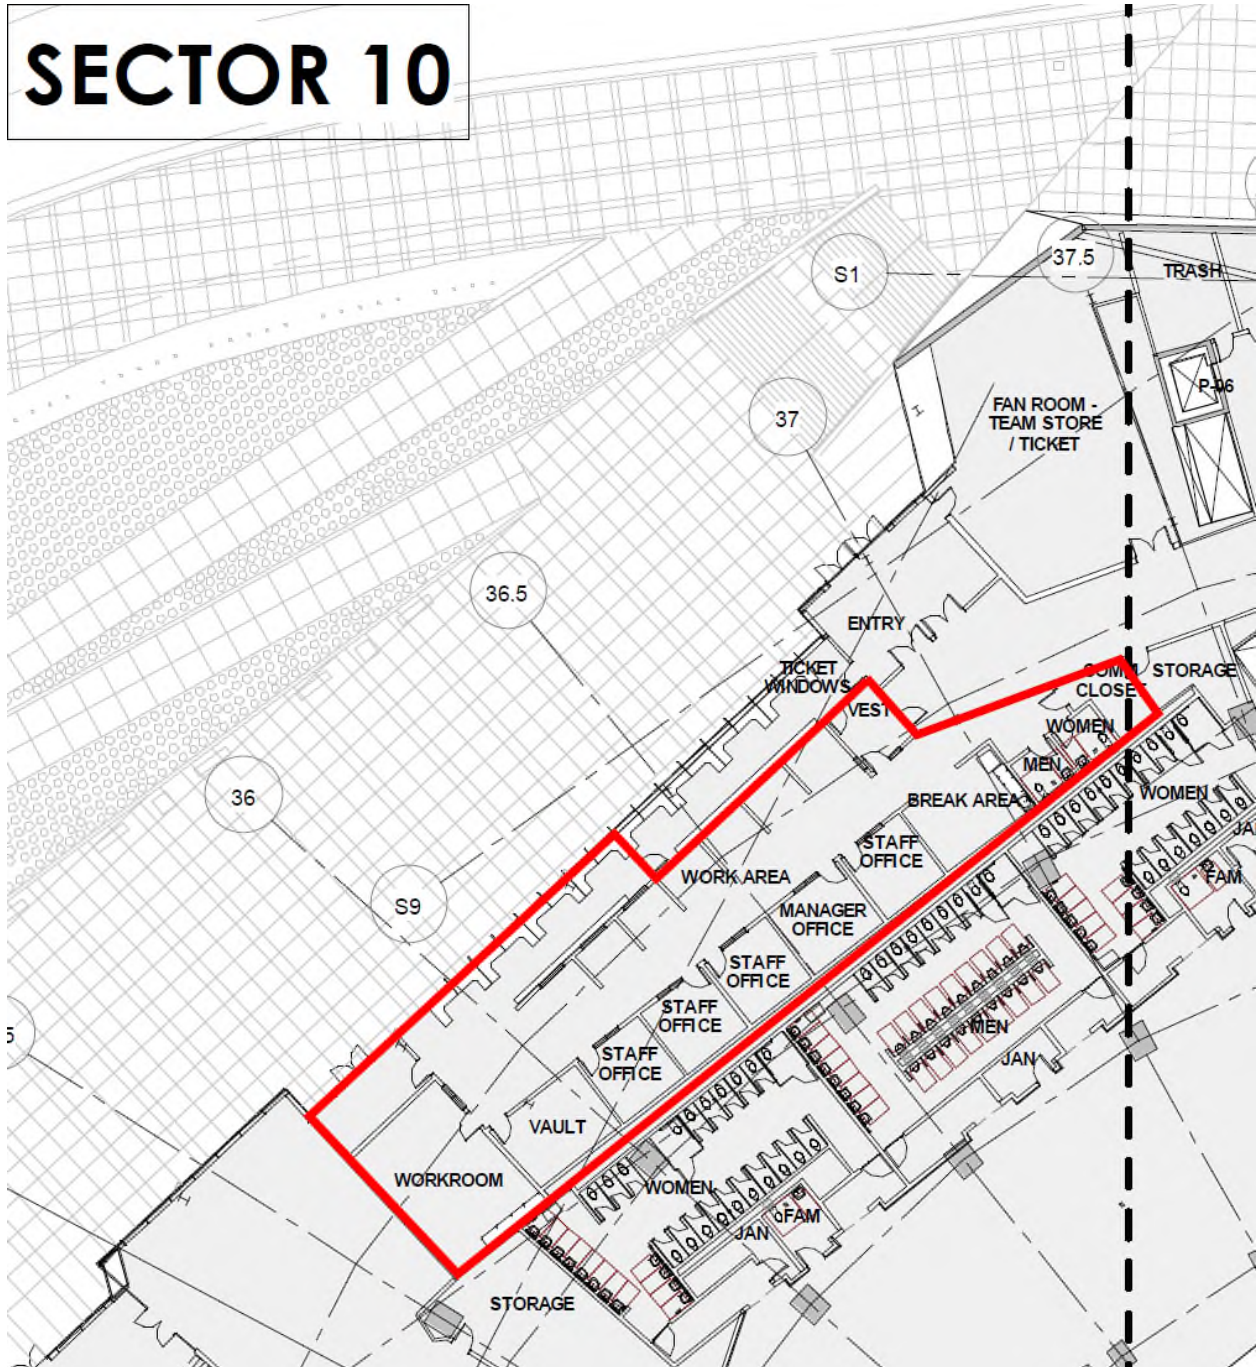 SECTOR 10
37.5
S1
TRASH
P-06
37
FAN ROOM -
TEAM STORE
/ TICKET
36.5
ENTRY
TICKET
WINDOWS
COMM
CLOSET
STORAGE
VEST
WOMEN
MEN
WOMEN
36
BREAK AREA
STAFF
OFFICE
FAM
S9
WORK AREA
MANAGER
OFFICE
STAFF
OFFICE
STAFF
OFFICE
MEN
JAN
STAFF
OFFICE
VAULT
WORKROOM
WOMEN
FAM
JAN
STORAGE